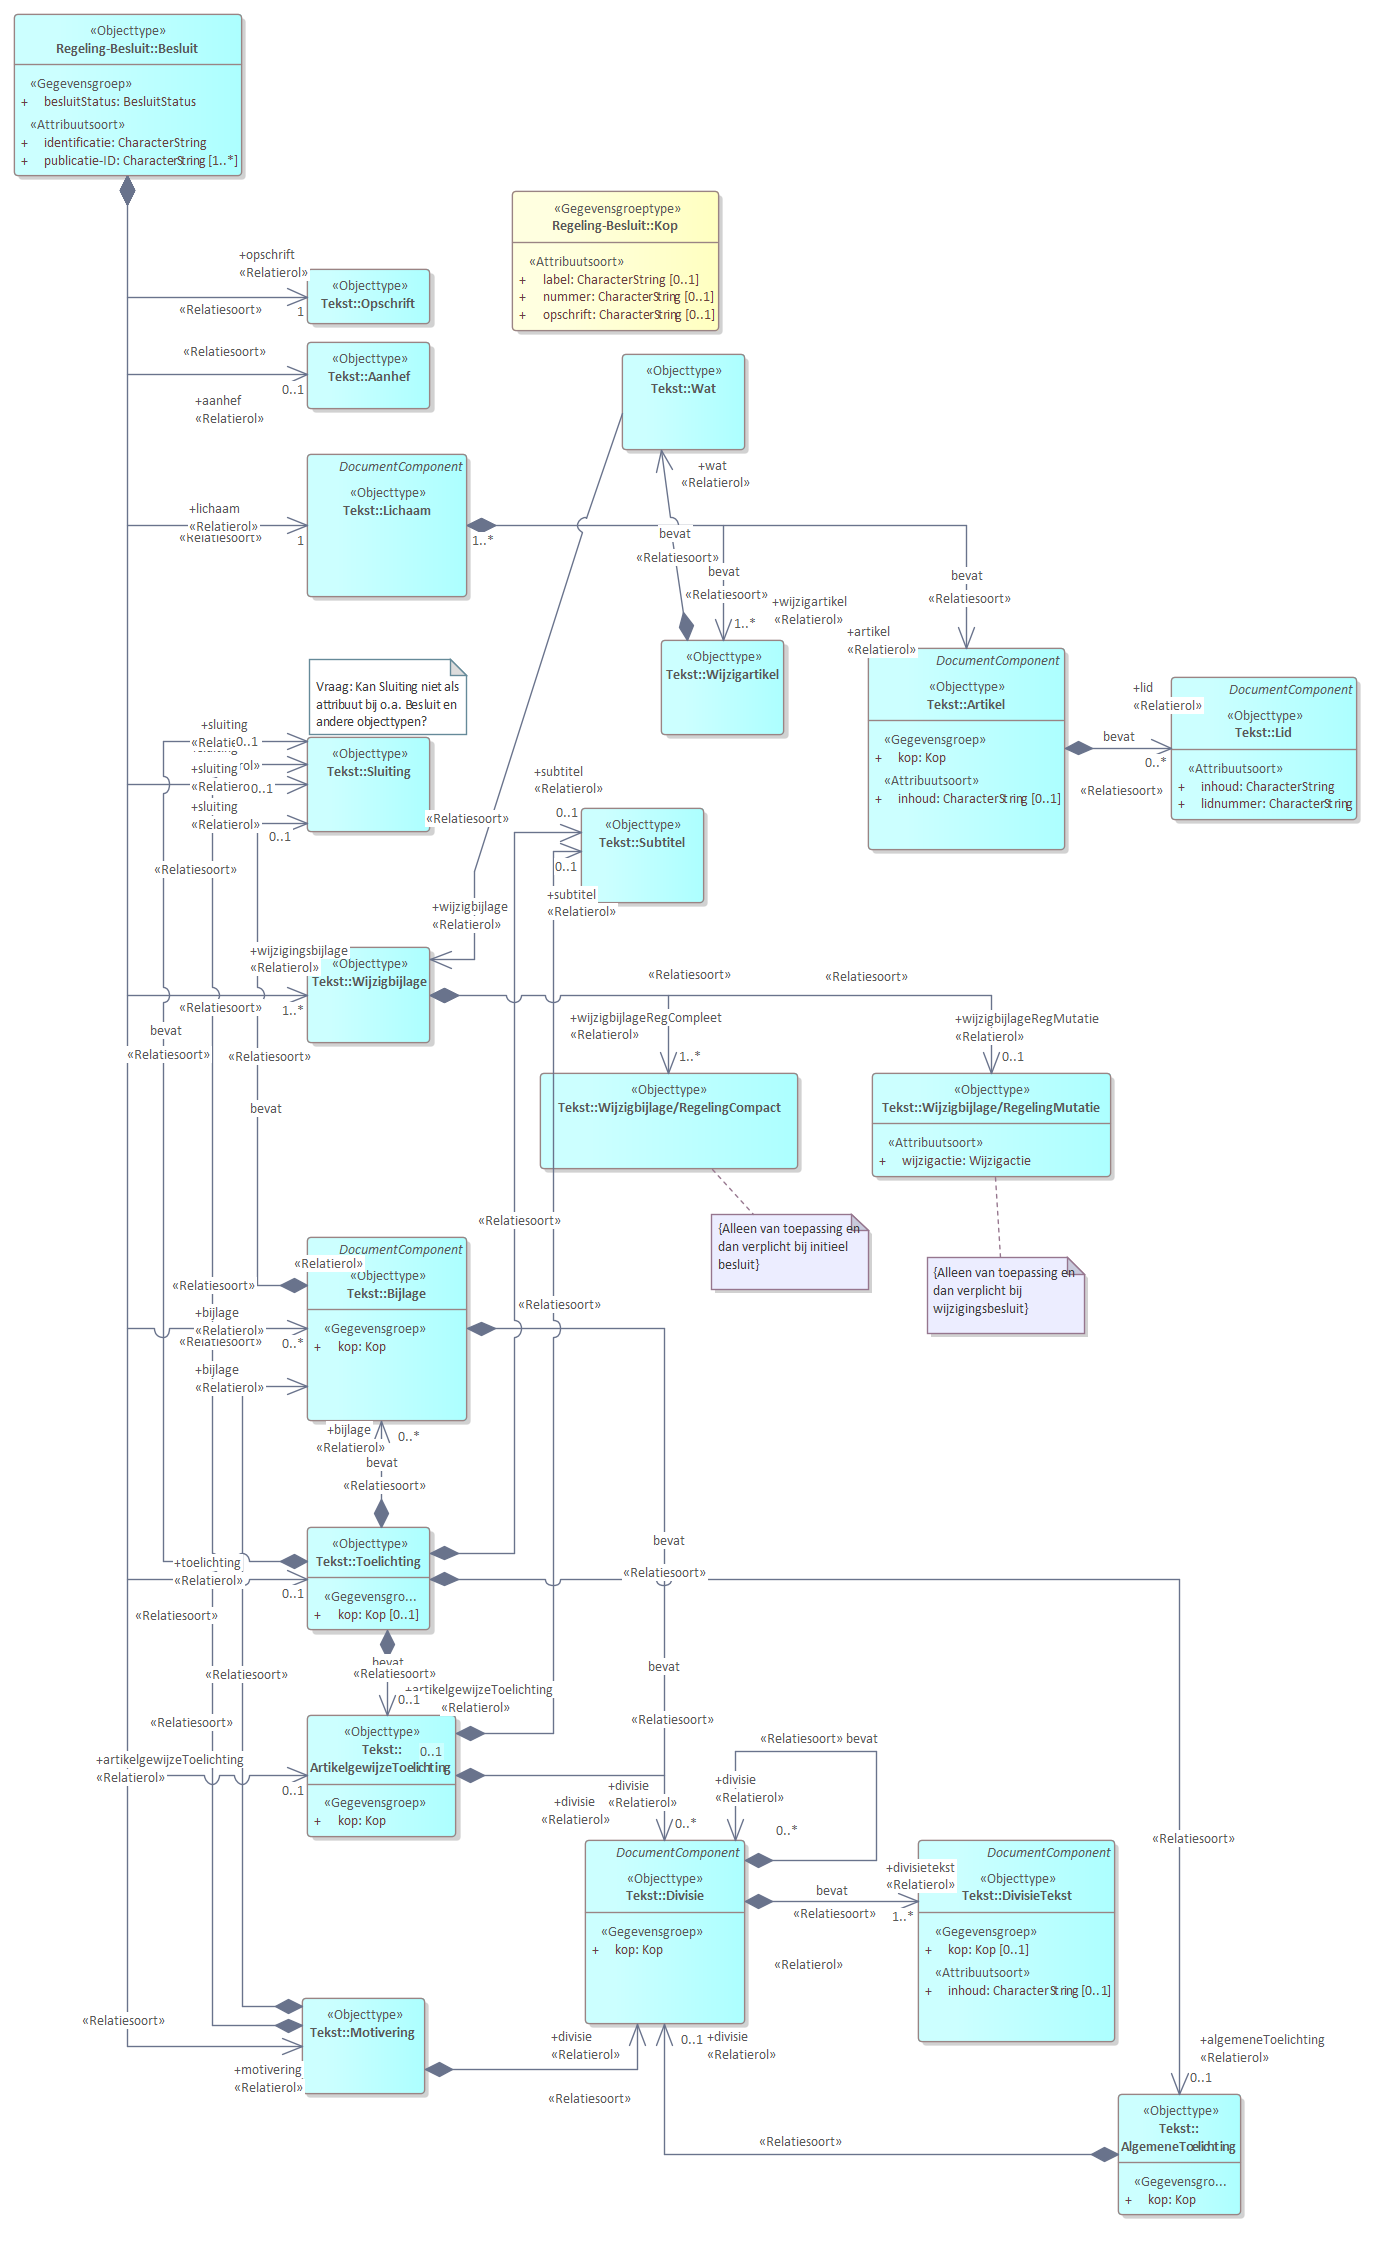 «Objecttype»
Regeling-Besluit::Besluit
«Gegevensgroep»
+ besluitStatus: BesluitStatus
«Attribuutsoort»
+ identificatie: CharacterString
+ publicatie-ID: CharacterString [1..*]
«Gegevensgroeptype»
Regeling-Besluit::Kop
«Attribuutsoort»
+ label: CharacterString [0..1]
+ nummer: CharacterString [0..1]
+ opschrift: CharacterString [0..1]
+opschrift
«Relatierol»
«Relatiesoort»
1
«Objecttype»
Tekst::Opschrift
«Relatiesoort»
0..1
+aanhef
«Relatierol»
«Objecttype»
Tekst::Aanhef
«Objecttype»
Tekst::Wat
+wat
«Relatierol»
+lichaam
«Relatierol»
«Relatiesoort»
1
DocumentComponent
«Objecttype»
Tekst::Lichaam
1..*
bevat
«Relatiesoort»
bevat
«Relatiesoort»
1..*
+wijzigartikel
«Relatierol»
bevat
«Relatiesoort»
+artikel
«Relatierol»
«Objecttype»
Tekst::Wijzigartikel
DocumentComponent
«Objecttype»
Tekst::Artikel
«Gegevensgroep»
+ kop: Kop
«Attribuutsoort»
+ inhoud: CharacterString [0..1]
+lid
«Relatierol»
bevat
0..*
«Relatiesoort»
DocumentComponent
«Objecttype»
Tekst::Lid
«Attribuutsoort»
+ inhoud: CharacterString
+ lidnummer: CharacterString
Vraag: Kan Sluiting niet als
attribuut bij o.a. Besluit en
andere objecttypen?
+sluiting
0..1
+sluiting
0..1
+sluiting
«Relatierol»
0..1
«Objecttype»
Tekst::Sluiting
«Relatiesoort»
+subtitel
«Relatierol»
0..1
«Relatiesoort»
«Objecttype»
Tekst::Subtitel
0..1
+subtitel
«Relatierol»
+wijzigbijlage
«Relatierol»
+wijzigingsbijlage
«Relatierol»
«Objecttype»
Tekst::Wijzigbijlage
«Relatiesoort»
1..*
bevat
«Relatiesoort»
«Relatiesoort»
bevat
«Relatiesoort»
«Relatiesoort»
+wijzigbijlageRegCompleet
«Relatierol»
1..*
+wijzigbijlageRegMutatie
«Relatierol»
0..1
«Objecttype»
Tekst::Wijzigbijlage/RegelingCompact
«Objecttype»
Tekst::Wijzigbijlage/RegelingMutatie
«Attribuutsoort»
+ wijzigactie: Wijzigactie
{Alleen van toepassing en
dan verplicht bij initieel
besluit}
{Alleen van toepassing en
dan verplicht bij
wijzigingsbesluit}
«Relatiesoort»
«Relatiesoort»
DocumentComponent
«Relatierol»
«Objecttype»
Tekst::Bijlage
«Gegevensgroep»
+ kop: Kop
«Relatiesoort»
+bijlage
«Relatierol»
«Relatiesoort»
0..*
+bijlage
«Relatierol»
+bijlage
«Relatierol»
0..*
bevat
«Relatiesoort»
«Objecttype»
Tekst::Toelichting
«Gegevensgro...
+ kop: Kop [0..1]
+toelichting
«Relatierol»
0..1
«Relatiesoort»
bevat
«Relatiesoort»
bevat
«Relatiesoort»
«Relatiesoort»
0..1
+artikelgewijzeToelichting
«Relatierol»
bevat
«Relatiesoort»
«Relatiesoort»
+artikelgewijzeToelichting
«Relatierol»
0..1
«Objecttype»
Tekst::
ArtikelgewijzeToelichting
0..1
«Gegevensgroep»
+ kop: Kop
«Relatiesoort» bevat
+divisie
«Relatierol»
+divisie
«Relatierol»
+divisie
«Relatierol»
0..*
0..*
DocumentComponent
«Objecttype»
Tekst::Divisie
«Gegevensgroep»
+ kop: Kop
bevat
«Relatiesoort»
+divisietekst
«Relatierol»
1..*
«Relatierol»
DocumentComponent
«Objecttype»
Tekst::DivisieTekst
«Gegevensgroep»
+ kop: Kop [0..1]
«Attribuutsoort»
+ inhoud: CharacterString [0..1]
«Relatiesoort»
«Relatiesoort»
«Objecttype»
Tekst::Motivering
+motivering
«Relatierol»
+divisie
«Relatierol»
0..1
+divisie
«Relatierol»
«Relatiesoort»
«Relatiesoort»
+algemeneToelichting
«Relatierol»
0..1
«Objecttype»
Tekst::
AlgemeneToelichting
«Gegevensgro...
+ kop: Kop